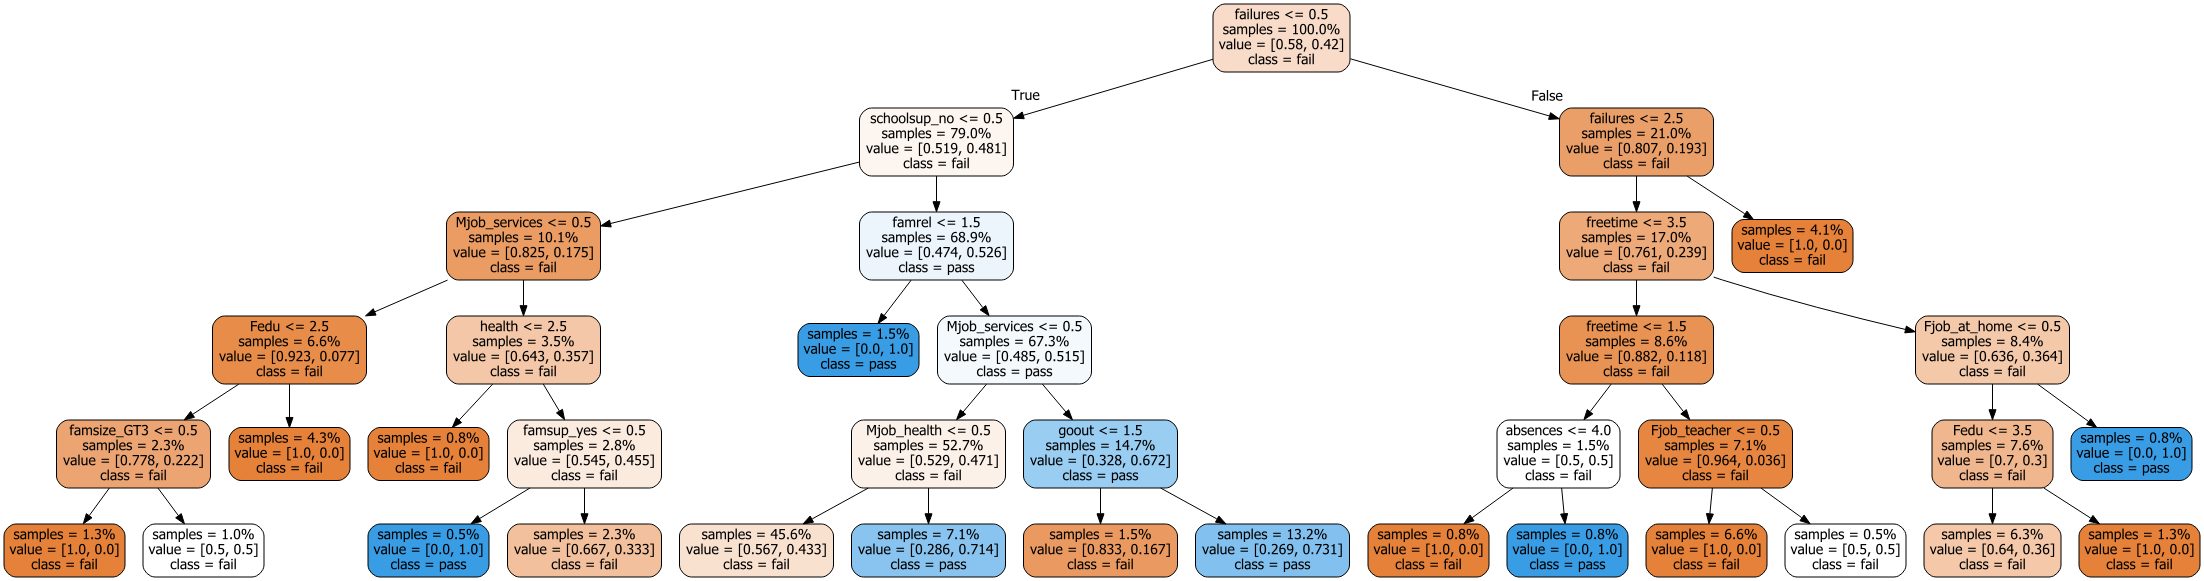 failures <= 0.5
samples = 100.0%
value = [0.58, 0.42]
class = fail
True
False
schoolsup_no <= 0.5
samples = 79.0%
value = [0.519, 0.481]
class = fail
failures <= 2.5
samples = 21.0%
value = [0.807, 0.193]
class = fail
Mjob_services <= 0.5
samples = 10.1%
value = [0.825, 0.175]
class = fail
famrel <= 1.5
samples = 68.9%
value = [0.474, 0.526]
class = pass
freetime <= 3.5
samples = 17.0%
value = [0.761, 0.239]
class = fail
samples = 4.1%
value = [1.0, 0.0]
class = fail
Fedu <= 2.5
samples = 6.6%
value = [0.923, 0.077]
class = fail
health <= 2.5
samples = 3.5%
value = [0.643, 0.357]
class = fail
samples = 1.5%
value = [0.0, 1.0]
class = pass
Mjob_services <= 0.5
samples = 67.3%
value = [0.485, 0.515]
class = pass
freetime <= 1.5
samples = 8.6%
value = [0.882, 0.118]
class = fail
Fjob_at_home <= 0.5
samples = 8.4%
value = [0.636, 0.364]
class = fail
famsize_GT3 <= 0.5
samples = 2.3%
value = [0.778, 0.222]
class = fail
samples = 4.3%
value = [1.0, 0.0]
class = fail
samples = 0.8%
value = [1.0, 0.0]
class = fail
famsup_yes <= 0.5
samples = 2.8%
value = [0.545, 0.455]
class = fail
Mjob_health <= 0.5
samples = 52.7%
value = [0.529, 0.471]
class = fail
goout <= 1.5
samples = 14.7%
value = [0.328, 0.672]
class = pass
absences <= 4.0
samples = 1.5%
value = [0.5, 0.5]
class = fail
Fjob_teacher <= 0.5
samples = 7.1%
value = [0.964, 0.036]
class = fail
Fedu <= 3.5
samples = 7.6%
value = [0.7, 0.3]
class = fail
samples = 0.8%
value = [0.0, 1.0]
class = pass
samples = 1.3%
value = [1.0, 0.0]
class = fail
samples = 1.0%
value = [0.5, 0.5]
class = fail
samples = 0.5%
value = [0.0, 1.0]
class = pass
samples = 2.3%
value = [0.667, 0.333]
class = fail
samples = 45.6%
value = [0.567, 0.433]
class = fail
samples = 7.1%
value = [0.286, 0.714]
class = pass
samples = 1.5%
value = [0.833, 0.167]
class = fail
samples = 13.2%
value = [0.269, 0.731]
class = pass
samples = 0.8%
value = [1.0, 0.0]
class = fail
samples = 0.8%
value = [0.0, 1.0]
class = pass
samples = 6.6%
value = [1.0, 0.0]
class = fail
samples = 0.5%
value = [0.5, 0.5]
class = fail
samples = 6.3%
value = [0.64, 0.36]
class = fail
samples = 1.3%
value = [1.0, 0.0]
class = fail